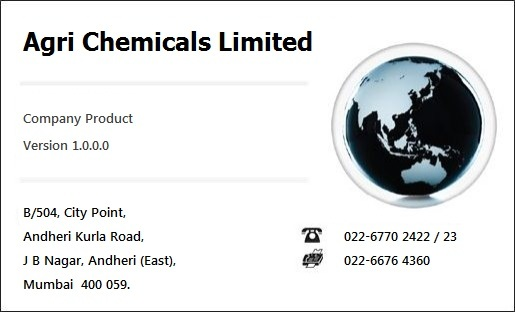 Agri Chemicals Limited
Company Product
Version 1.0.0.0
B/504, City Point,
Andheri Kurla Road,
J B Nagar, Andheri (East),
Mumbai  400 059.
022-6770 2422 / 23
022-6676 4360